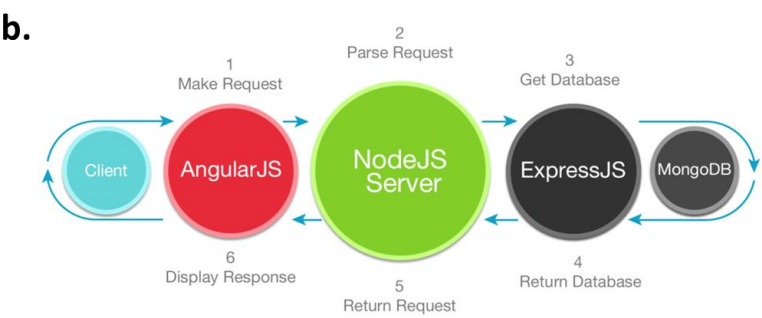 b.
1
Make Request
2
Parse Request
3
Get Database
Client
AngularJS
NodeJS
Server
ExpressJS
MongoDB
6
Display Response
5
Return Request
4
Return Database